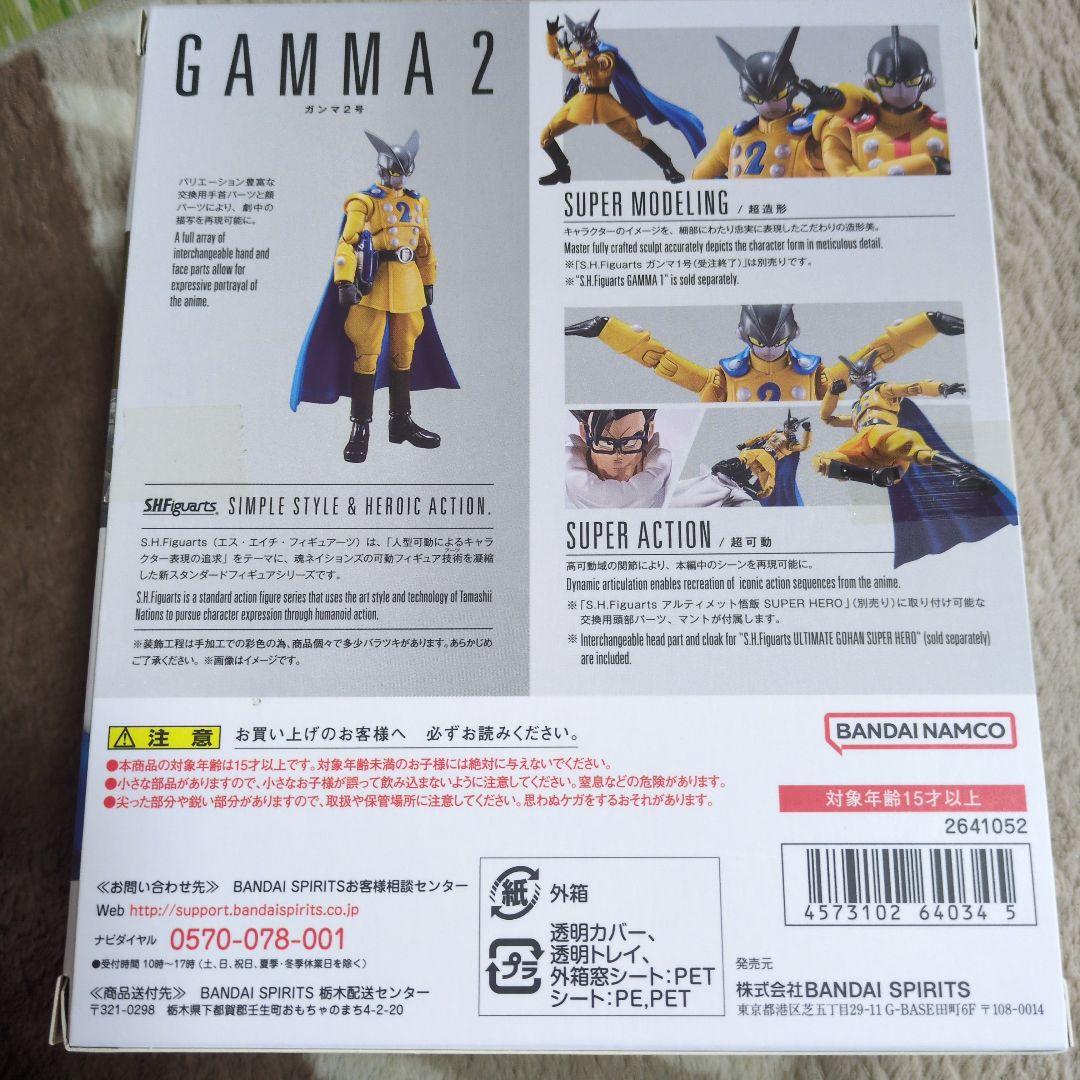 GAMMA 2
ガンマ2号
バリエーション豊富な
交換用手首パーツと顔
パーツにより、劇中の
描写を再現可能に。
A full array of
interchangeable hand and
face parts allow for
expressive portrayal of
the anime.
2
S.H.Figuarts. SIMPLE STYLE & HEROIC ACTION.
S.H.Figuarts（エス・エイチ・フィギュアーツ）は、「人型可動によるキャラ
クター表現の追求」をテーマに、魂ネイションズの可動フィギュア技術を凝縮
した新スタンダードフィギュアシリーズです。
S.H.Figuarts is a standard action figure series that uses the art style and technology of Tamashii
Nations to pursue character expression through humanoid action.
※装飾工程は手加工での彩色の為、商品個々で多少バラツキがあります。あらかじめ
ご了承ください。※画像はイメージです。
2
SUPER MODELING / 超造形
キャラクターのイメージを、細部にわたり忠実に表現したこだわりの造形美。
Master fully crafted sculpt accurately depicts the character form in meticulous detail.
※「S.H.Figuarts ガンマ1号(受注終了)」は別売りです。
※ "S.H.Figuarts GAMMA 1" is sold separately.
2
SUPER ACTION / 超可動
高可動域の関節により、本編中のシーンを再現可能に。
Dynamic articulation enables recreation of iconic action sequences from the anime.
※「S.H.Figuarts アルティメット悟飯 SUPER HERO」(別売り)に取り付け可能な
交換用頭部パーツ、マントが付属します。
※ Interchangeable head part and cloak for "S.H.Figuarts ULTIMATE GOHAN SUPER HERO" (sold separately)
are included.
注意 お買い上げのお客様へ 必ずお読みください。
●本商品の対象年齢は15才以上です。対象年齢未満のお子様には絶対に与えないでください。
●小さな部品がありますので、小さなお子様が誤って飲み込まないように注意してください。窒息などの危険があります。
●尖った部分や鋭い部分がありますので、取扱や保管場所に注意してください。思わぬケガをするおそれがあります。
BANDAI NAMCO
対象年齢15才以上
2641052
4573102 64034 5
≪お問い合わせ先≫ BANDAI SPIRITSお客様相談センター
Web http://support.bandaispirits.co.jp
ナビダイヤル 0570-078-001
●受付時間 10時～17時（土、日、祝日、夏季・冬季休業日を除く）
≪商品送付先≫ BANDAI SPIRITS 栃木配送センター
〒321-0298 栃木県下都賀郡壬生町おもちゃのまち4-2-20
紙 外箱
プラ 透明カバー、
透明トレイ、
外箱窓シート:PET
シート:PE,PET
発売元
株式会社BANDAI SPIRITS
東京都港区芝五丁目29-11 G-BASE田町6F 〒108-0014